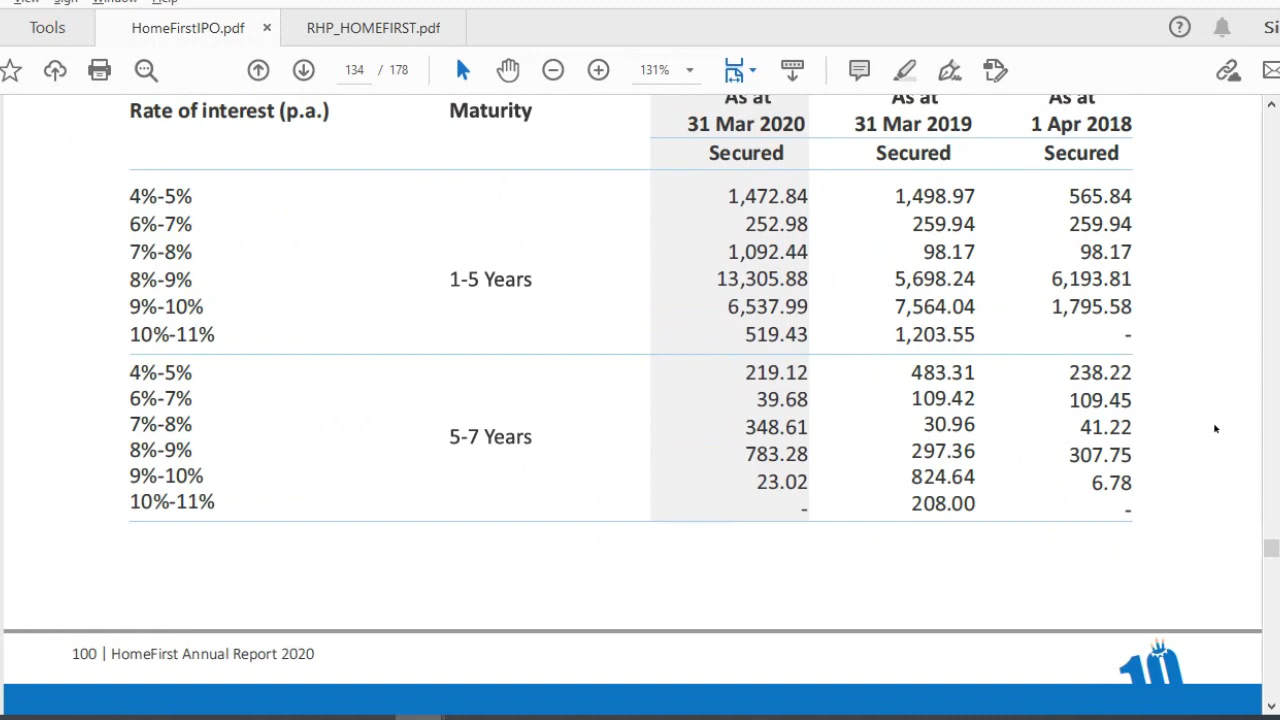 View Sign Window Help
Tools HomeFirstIPO.pdf × RHP_HOMEFIRST.pdf
134 / 178 131%
As at As at As at
Rate of interest (p.a.) Maturity 31 Mar 2020 31 Mar 2019 1 Apr 2018
Secured Secured Secured
4%-5% 1,472.84 1,498.97 565.84
6%-7% 252.98 259.94 259.94
7%-8% 1,092.44 98.17 98.17
8%-9% 1-5 Years 13,305.88 5,698.24 6,193.81
9%-10% 6,537.99 7,564.04 1,795.58
10%-11% 519.43 1,203.55 -
4%-5% 219.12 483.31 238.22
6%-7% 39.68 109.42 109.45
7%-8% 348.61 30.96 41.22
8%-9% 5-7 Years 783.28 297.36 307.75
9%-10% 23.02 824.64 6.78
10%-11% - 208.00 -
100 | HomeFirst Annual Report 2020
10